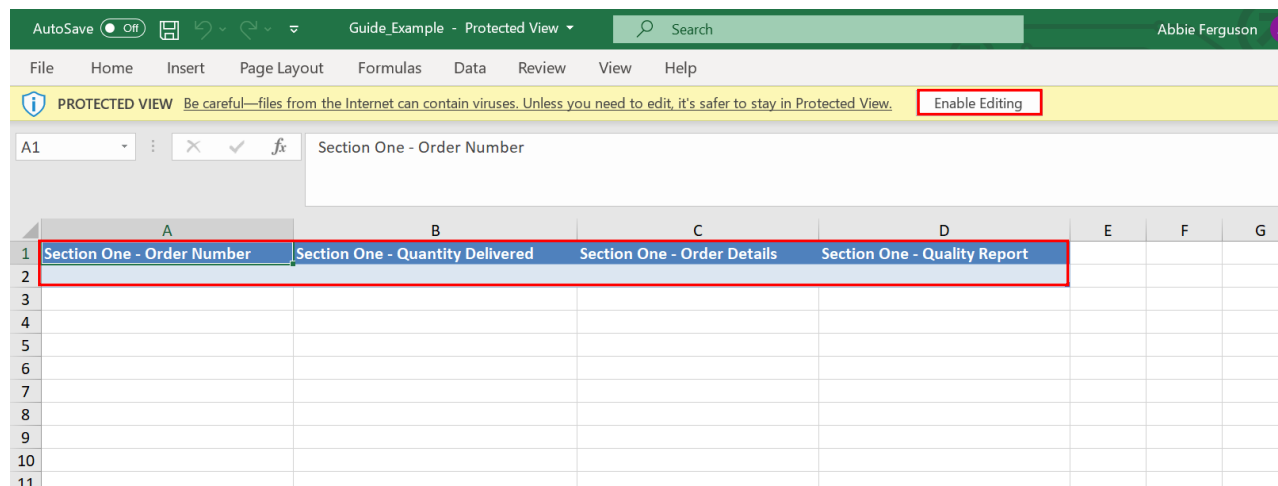 AutoSave Off Guide_Example - Protected View Search Abbie Ferguson
File Home Insert Page Layout Formulas Data Review View Help
PROTECTED VIEW Be careful—files from the Internet can contain viruses. Unless you need to edit, it's safer to stay in Protected View. Enable Editing
A1 fx Section One - Order Number
A B C D E F G
1 Section One - Order Number Section One - Quantity Delivered Section One - Order Details Section One - Quality Report
2
3
4
5
6
7
8
9
10
11